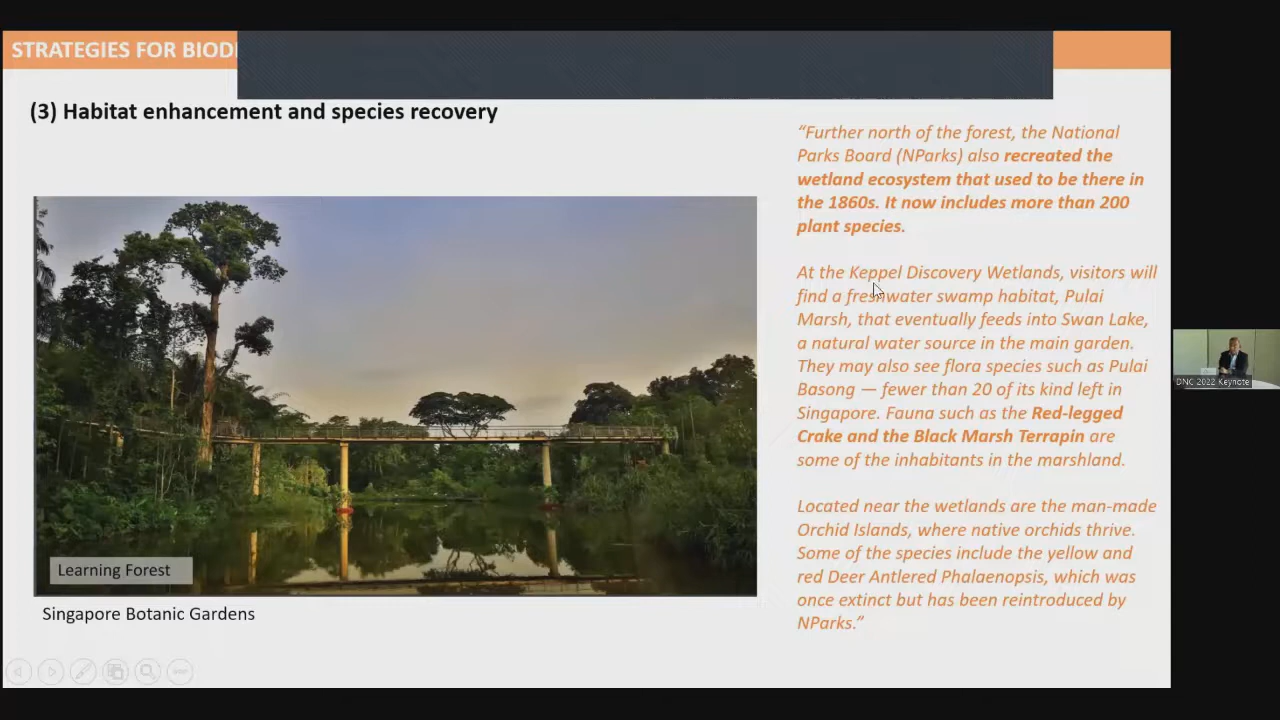 STRATEGIES FOR
(3) Habitat enhancement and species recovery
“Further north of the forest, the National
Parks Board (NParks) also recreated the
wetland ecosystem that used to be there in
the 1860s. It now includes more than 200
plant species.
At the Keppel Discovery Wetlands, visitors will
find a freshwater swamp habitat, Pulai
Marsh, that eventually feeds into Swan Lake,
a natural water source in the main garden.
They may also see flora species such as Pulai
Basong — fewer than 20 of its kind left in
Singapore. Fauna such as the Red-legged
Crake and the Black Marsh Terrapin are
some of the inhabitants in the marshland.
Located near the wetlands are the man-made
Orchid Islands, where native orchids thrive.
Some of the species include the yellow and
red Deer Antlered Phalaenopsis, which was
once extinct but has been reintroduced by
NParks.”
Learning Forest
Singapore Botanic Gardens
DNC 2022 Keynote